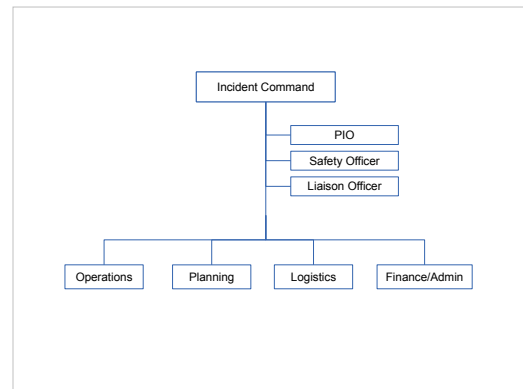 Incident Command
PIO
Safety Officer
Liaison Officer
Operations
Planning
Logistics
Finance/Admin